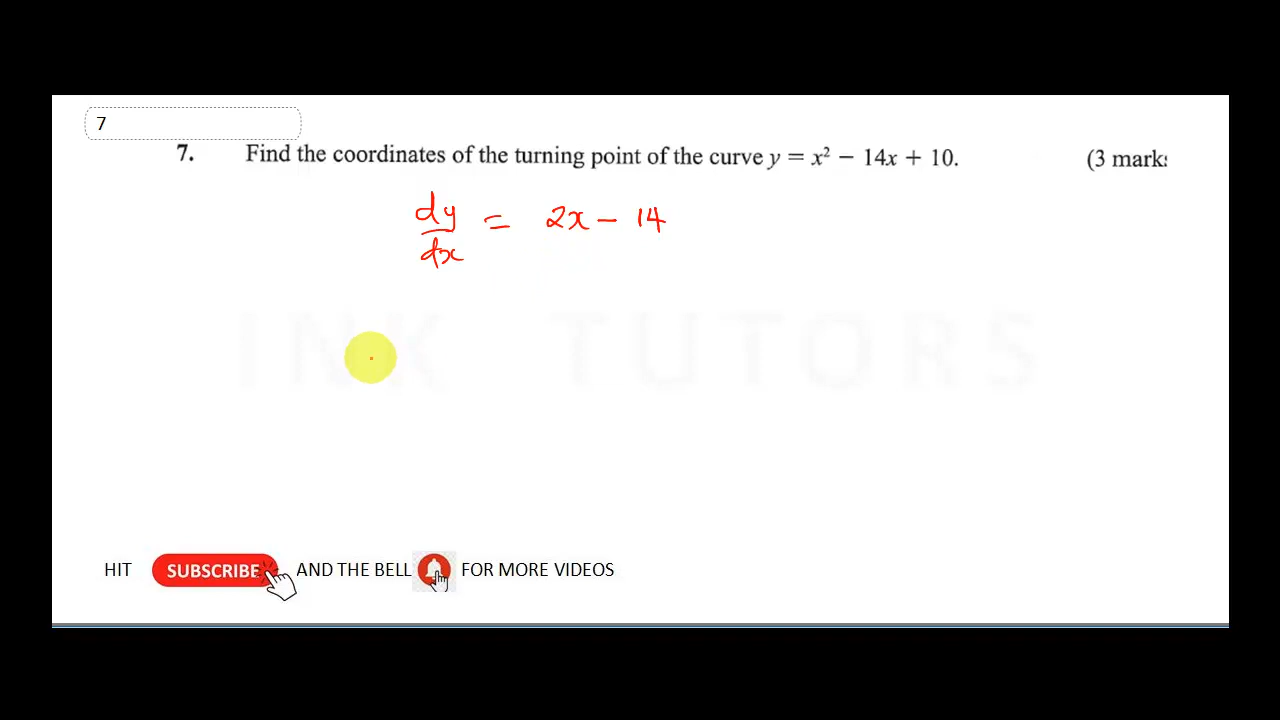 7
7. Find the coordinates of the turning point of the curve y = x² − 14x + 10. (3 marks
dy/dx = 2x − 14
INK TUTORS
HIT SUBSCRIBE AND THE BELL FOR MORE VIDEOS